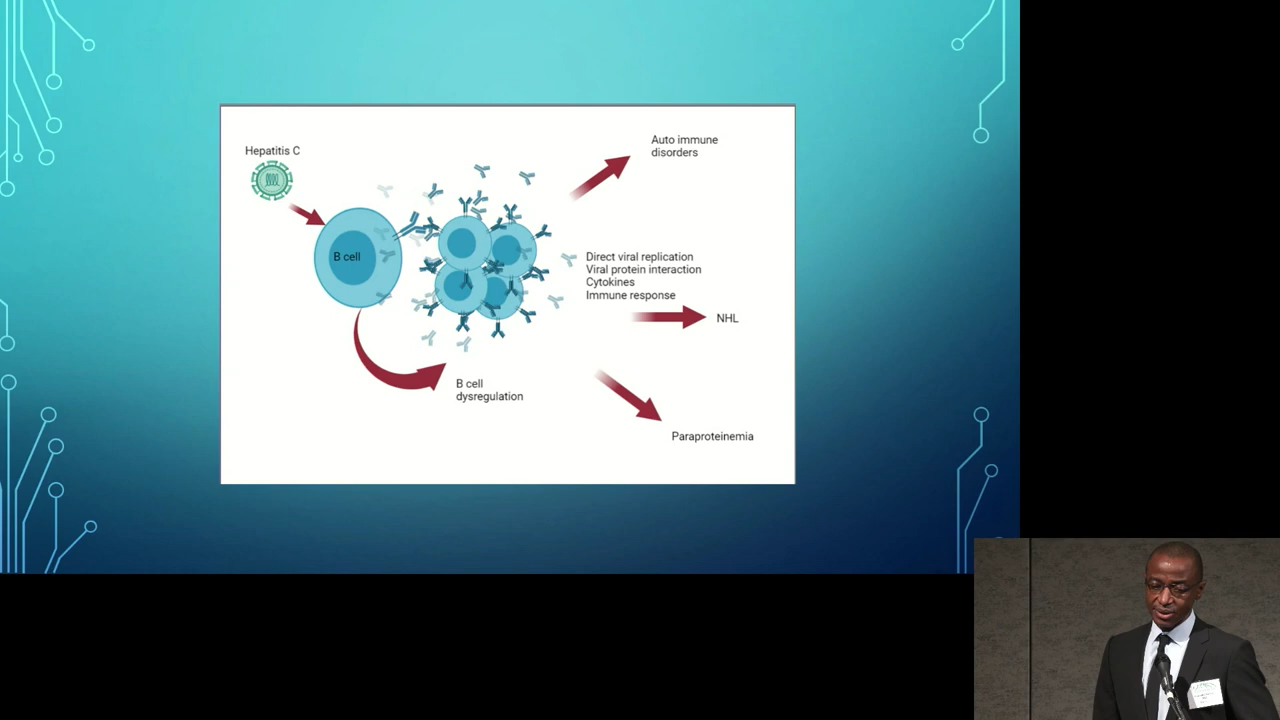 Hepatitis C
B cell
B cell
dysregulation
Auto immune
disorders
Direct viral replication
Viral protein interaction
Cytokines
Immune response
NHL
Paraproteinemia